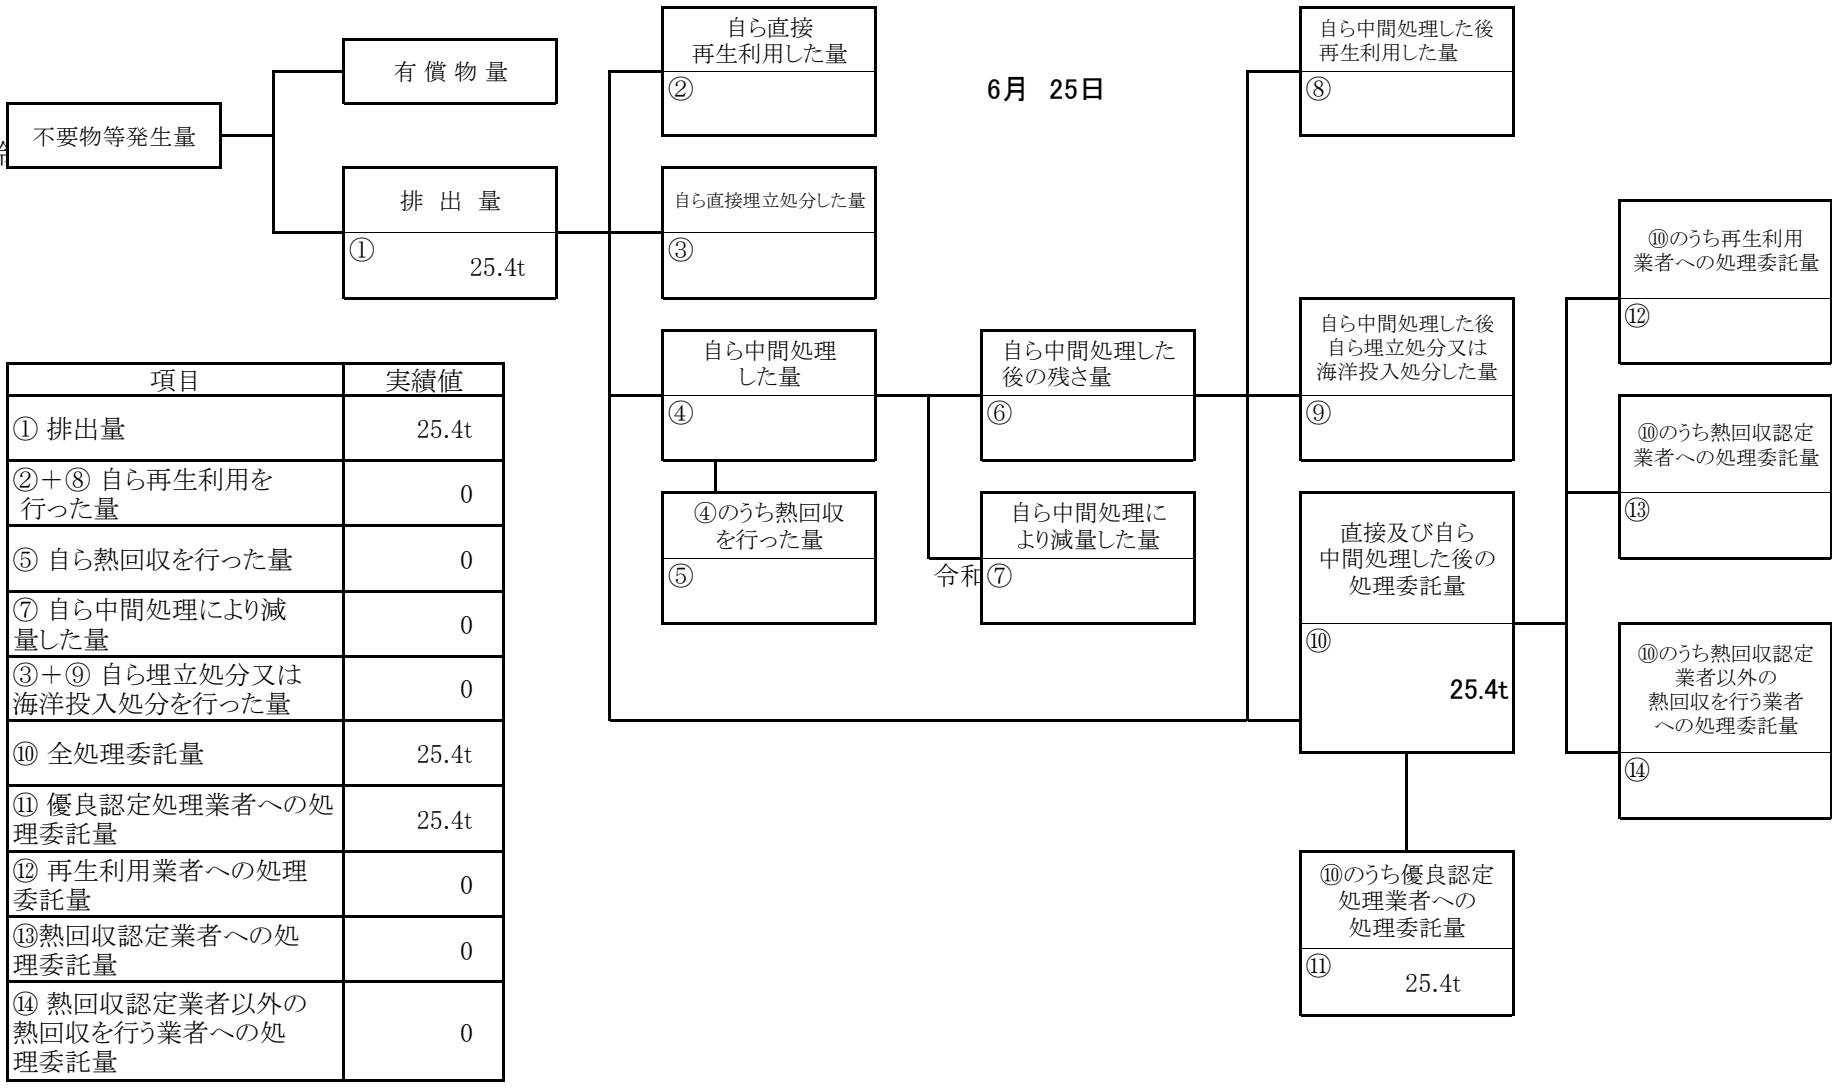 不要物等発生量
有 償 物 量
排 出 量
①
25.4t
自ら直接
再生利用した量
②
自ら直接埋立処分した量
③
自ら中間処理
した量
④
④のうち熱回収
を行った量
⑤
6月 25日
自ら中間処理した
後の残さ量
⑥
自ら中間処理に
より減量した量
令和
⑦
自ら中間処理した後
再生利用した量
⑧
自ら中間処理した後
自ら埋立処分又は
海洋投入処分した量
⑨
直接及び自ら
中間処理した後の
処理委託量
⑩
25.4t
⑩のうち優良認定
処理業者への
処理委託量
⑪
25.4t
⑩のうち再生利用
業者への処理委託量
⑫
⑩のうち熱回収認定
業者への処理委託量
⑬
⑩のうち熱回収認定
業者以外の
熱回収を行う業者
への処理委託量
⑭
項目 実績値
① 排出量 25.4t
②+⑧ 自ら再生利用を
行った量 0
⑤ 自ら熱回収を行った量 0
⑦ 自ら中間処理により減
量した量 0
③+⑨ 自ら埋立処分又は
海洋投入処分を行った量 0
⑩ 全処理委託量 25.4t
⑪ 優良認定処理業者への処
理委託量 25.4t
⑫ 再生利用業者への処理
委託量 0
⑬熱回収認定業者への処
理委託量 0
⑭ 熱回収認定業者以外の
熱回収を行う業者への処
理委託量 0